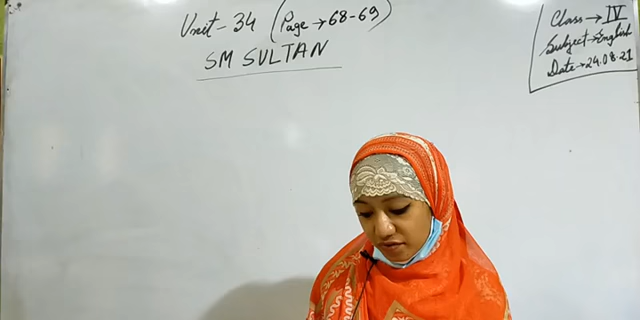 Unit - 34 (Page → 68-69)
SM SULTAN
Class → IV
Subject → English
Date → 24.08.21